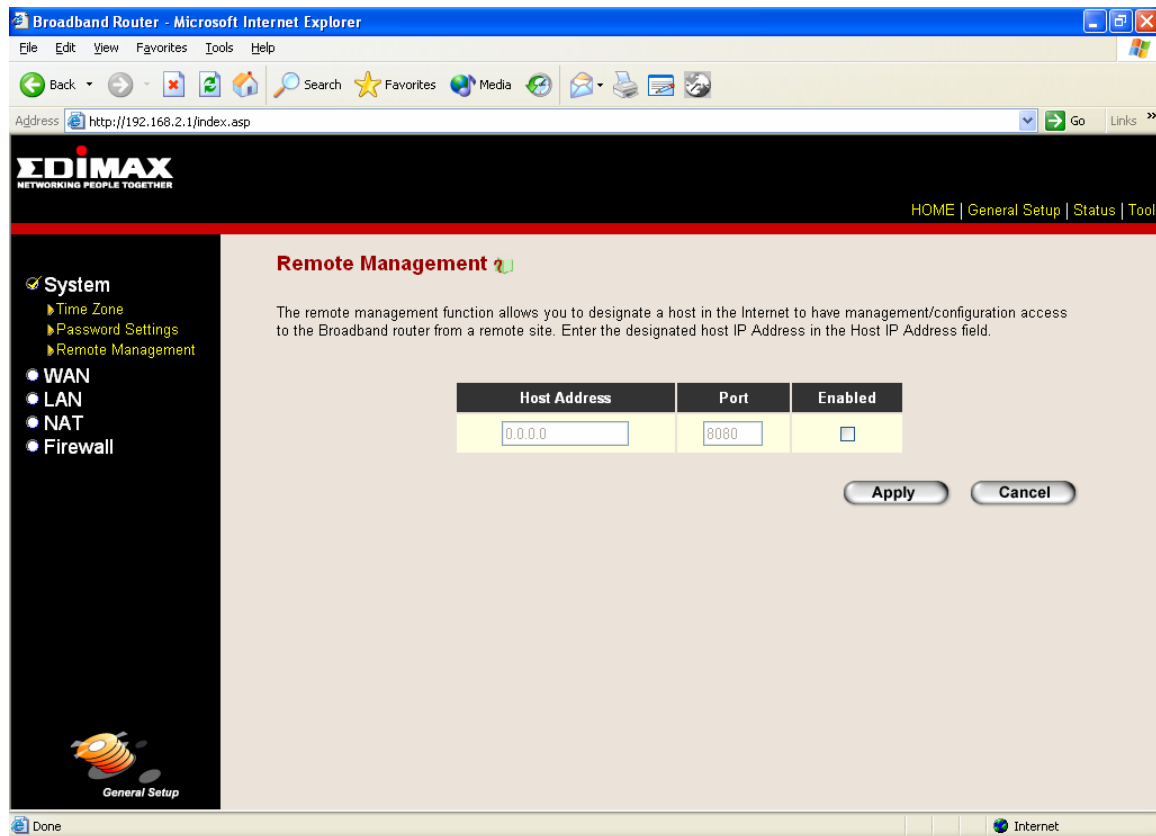 Broadband Router - Microsoft Internet Explorer
File Edit View Favorites Tools Help
Back Search Favorites Media
Address http://192.168.2.1/index.asp Go Links »
EDIMAX
NETWORKING PEOPLE TOGETHER
HOME | General Setup | Status | Tool
System
Time Zone
Password Settings
Remote Management
WAN
LAN
NAT
Firewall
General Setup
Remote Management
The remote management function allows you to designate a host in the Internet to have management/configuration access
to the Broadband router from a remote site. Enter the designated host IP Address in the Host IP Address field.
Host Address Port Enabled
0.0.0.0 8080
Apply Cancel
Done Internet